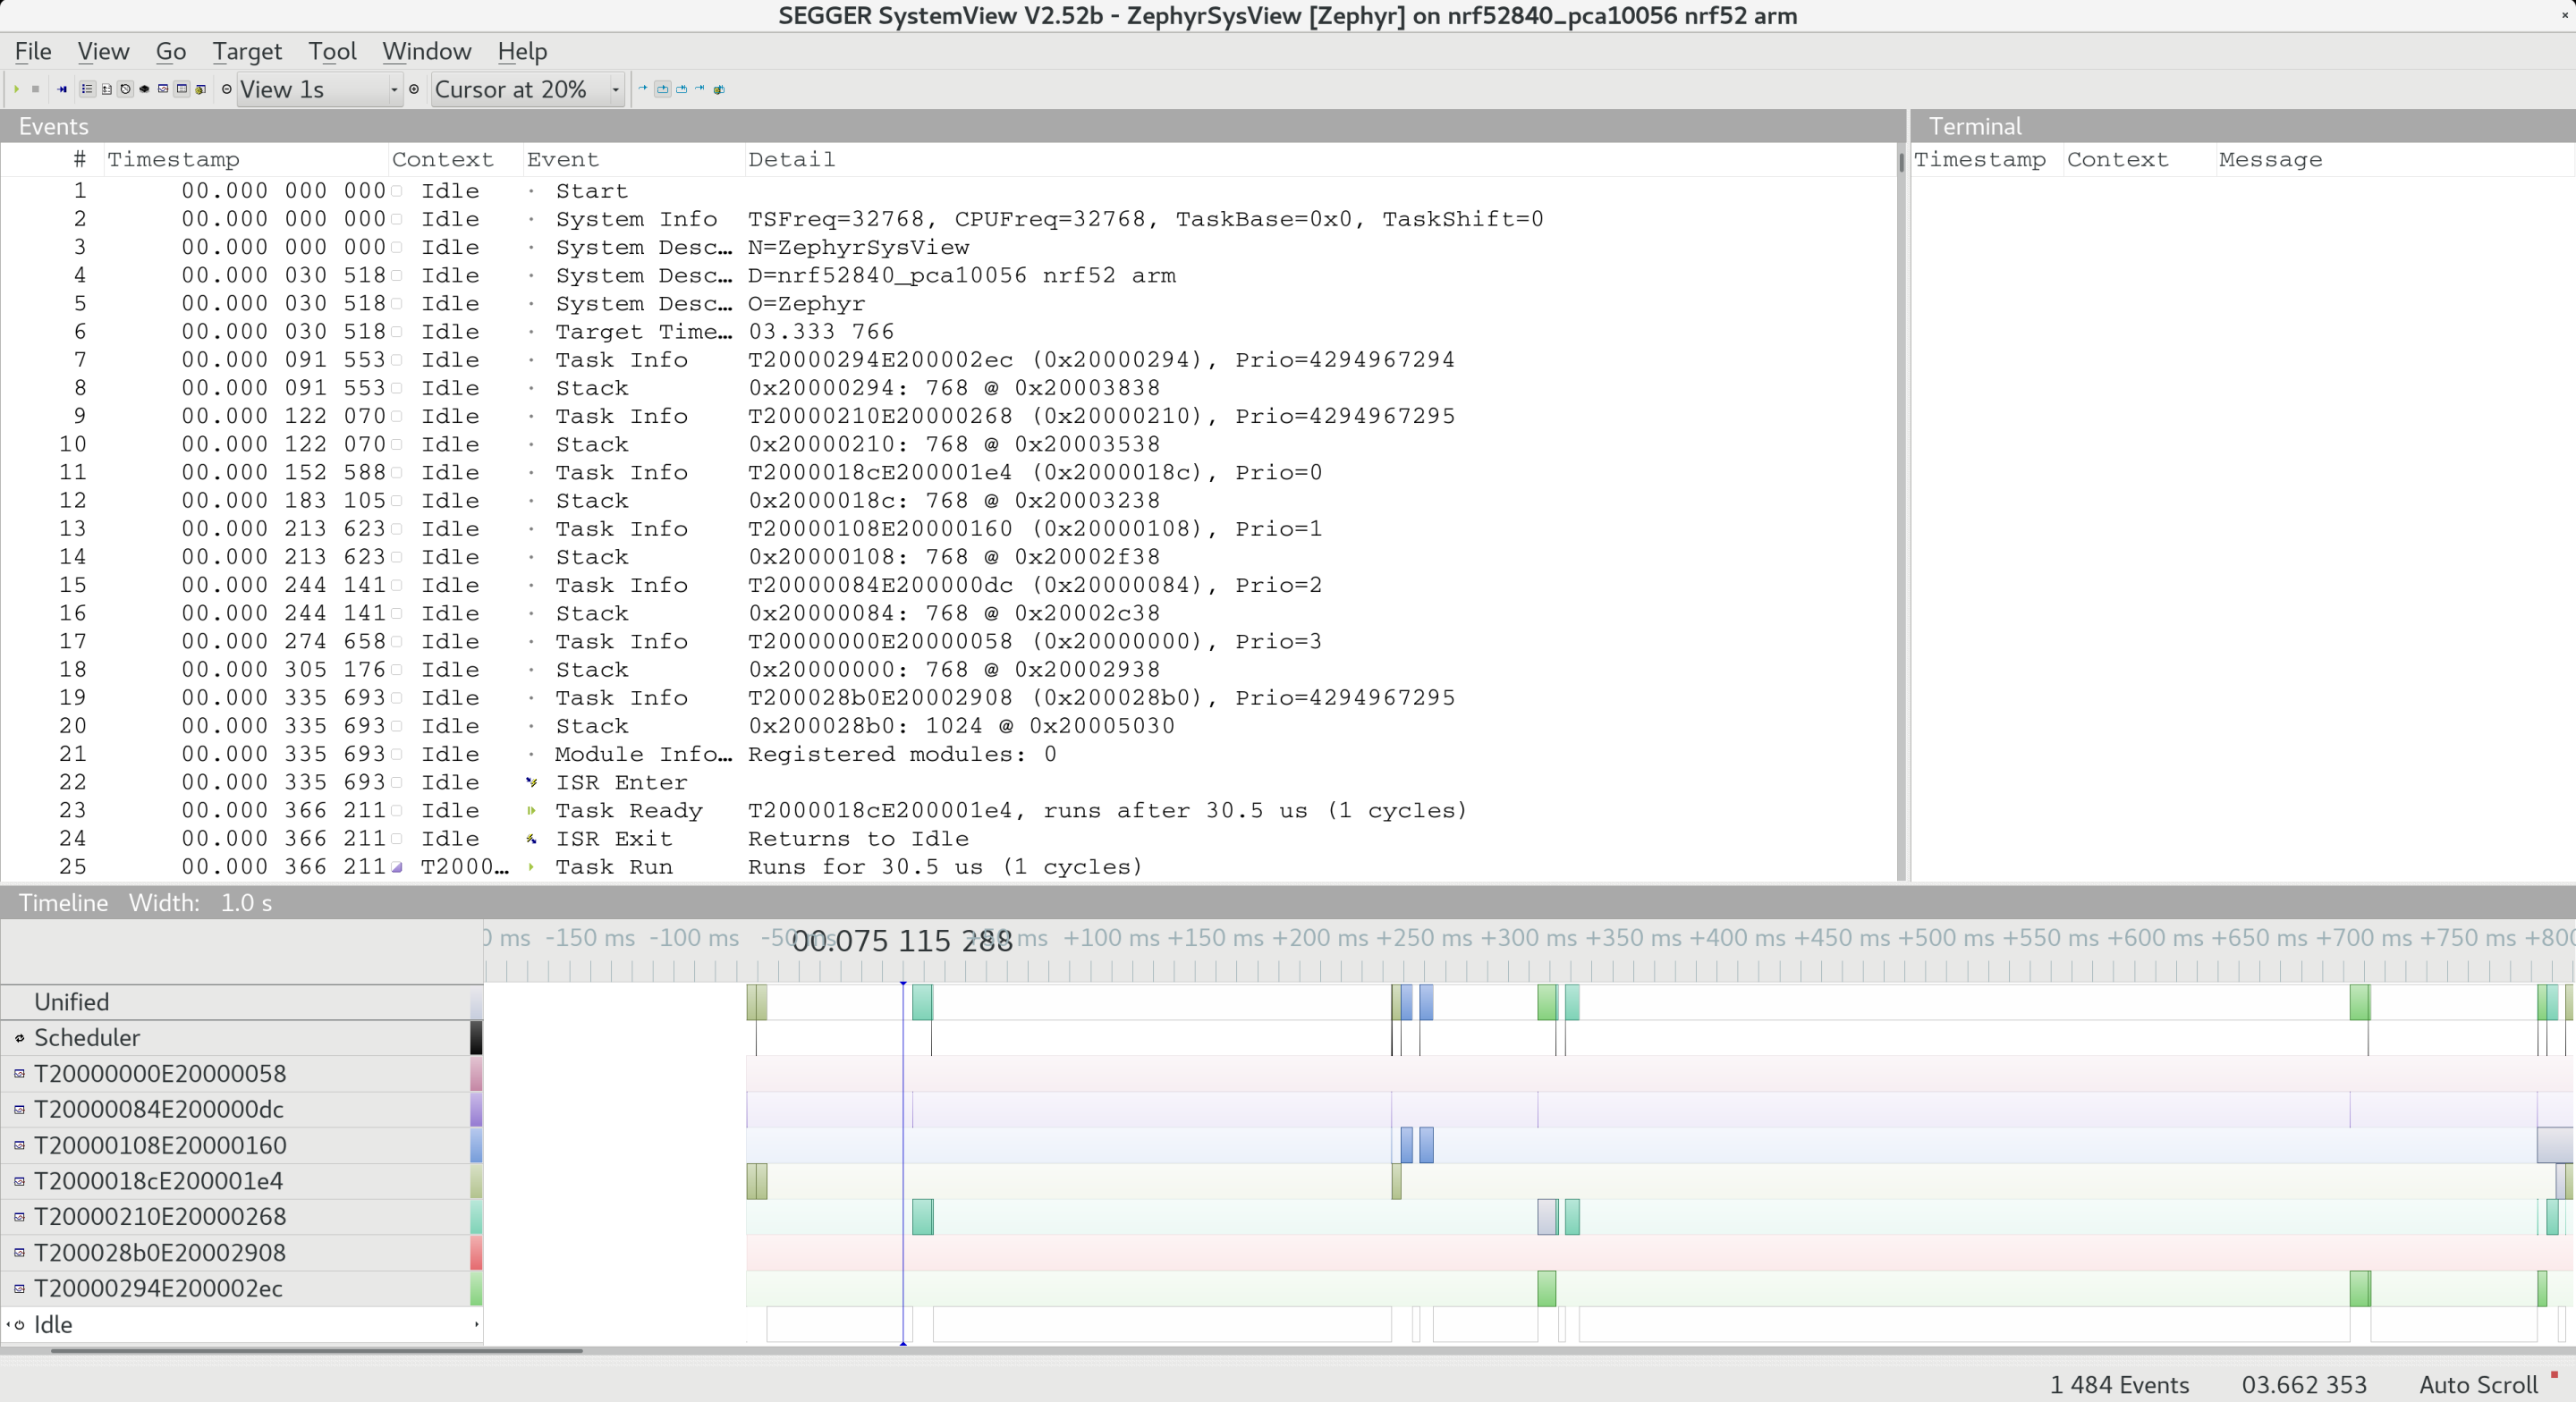 SEGGER SystemView V2.52b - ZephyrSysView [Zephyr] on nrf52840_pca10056 nrf52 arm
File View Go Target Tool Window Help
View 1s Cursor at 20%
Events
# Timestamp Context Event Detail
1 00.000 000 000 Idle · Start
2 00.000 000 000 Idle · System Info TSFreq=32768, CPUFreq=32768, TaskBase=0x0, TaskShift=0
3 00.000 000 000 Idle · System Desc… N=ZephyrSysView
4 00.000 030 518 Idle · System Desc… D=nrf52840_pca10056 nrf52 arm
5 00.000 030 518 Idle · System Desc… O=Zephyr
6 00.000 030 518 Idle · Target Time… 03.333 766
7 00.000 091 553 Idle · Task Info T20000294E200002ec (0x20000294), Prio=4294967294
8 00.000 091 553 Idle · Stack 0x20000294: 768 @ 0x20003838
9 00.000 122 070 Idle · Task Info T20000210E20000268 (0x20000210), Prio=4294967295
10 00.000 122 070 Idle · Stack 0x20000210: 768 @ 0x20003538
11 00.000 152 588 Idle · Task Info T2000018cE200001e4 (0x2000018c), Prio=0
12 00.000 183 105 Idle · Stack 0x2000018c: 768 @ 0x20003238
13 00.000 213 623 Idle · Task Info T20000108E20000160 (0x20000108), Prio=1
14 00.000 213 623 Idle · Stack 0x20000108: 768 @ 0x20002f38
15 00.000 244 141 Idle · Task Info T20000084E200000dc (0x20000084), Prio=2
16 00.000 244 141 Idle · Stack 0x20000084: 768 @ 0x20002c38
17 00.000 274 658 Idle · Task Info T20000000E20000058 (0x20000000), Prio=3
18 00.000 305 176 Idle · Stack 0x20000000: 768 @ 0x20002938
19 00.000 335 693 Idle · Task Info T200028b0E20002908 (0x200028b0), Prio=4294967295
20 00.000 335 693 Idle · Stack 0x200028b0: 1024 @ 0x20005030
21 00.000 335 693 Idle · Module Info… Registered modules: 0
22 00.000 335 693 Idle ISR Enter
23 00.000 366 211 Idle Task Ready T2000018cE200001e4, runs after 30.5 us (1 cycles)
24 00.000 366 211 Idle ISR Exit Returns to Idle
25 00.000 366 211 T2000… Task Run Runs for 30.5 us (1 cycles)
Terminal
Timestamp Context Message
Timeline Width: 1.0 s
0 ms -150 ms -100 ms -50 ms 00.075 115 288 +50 ms +100 ms +150 ms +200 ms +250 ms +300 ms +350 ms +400 ms +450 ms +500 ms +550 ms +600 ms +650 ms +700 ms +750 ms +800
Unified
Scheduler
T20000000E20000058
T20000084E200000dc
T20000108E20000160
T2000018cE200001e4
T20000210E20000268
T200028b0E20002908
T20000294E200002ec
Idle
1 484 Events 03.662 353 Auto Scroll